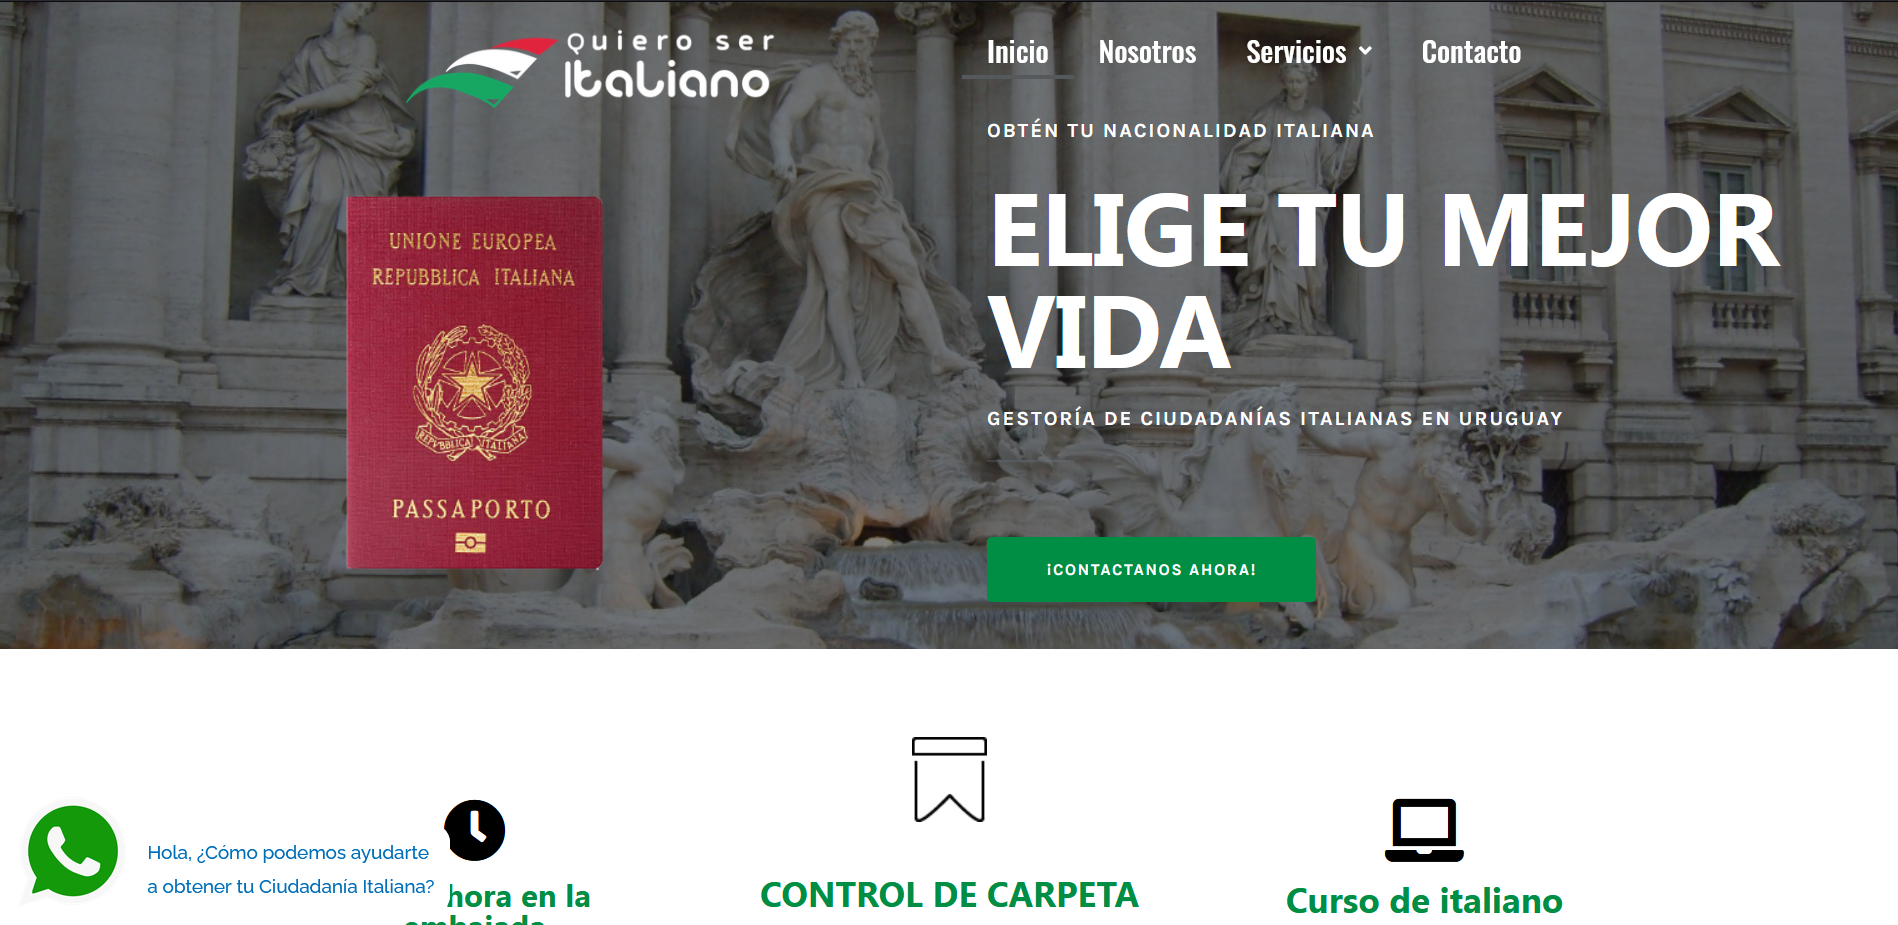 Quiero ser
Italiano
Inicio
Nosotros
Servicios
Contacto
OBTÉN TU NACIONALIDAD ITALIANA
ELIGE TU MEJOR
VIDA
GESTORÍA DE CIUDADANÍAS ITALIANAS EN URUGUAY
¡CONTACTANOS AHORA!
UNIONE EUROPEA
REPUBBLICA ITALIANA
REPVBBLICA ITALIANA
PASSAPORTO
Hola, ¿Cómo podemos ayudarte
a obtener tu Ciudadanía Italiana?
hora en la
embajada
CONTROL DE CARPETA
Curso de italiano